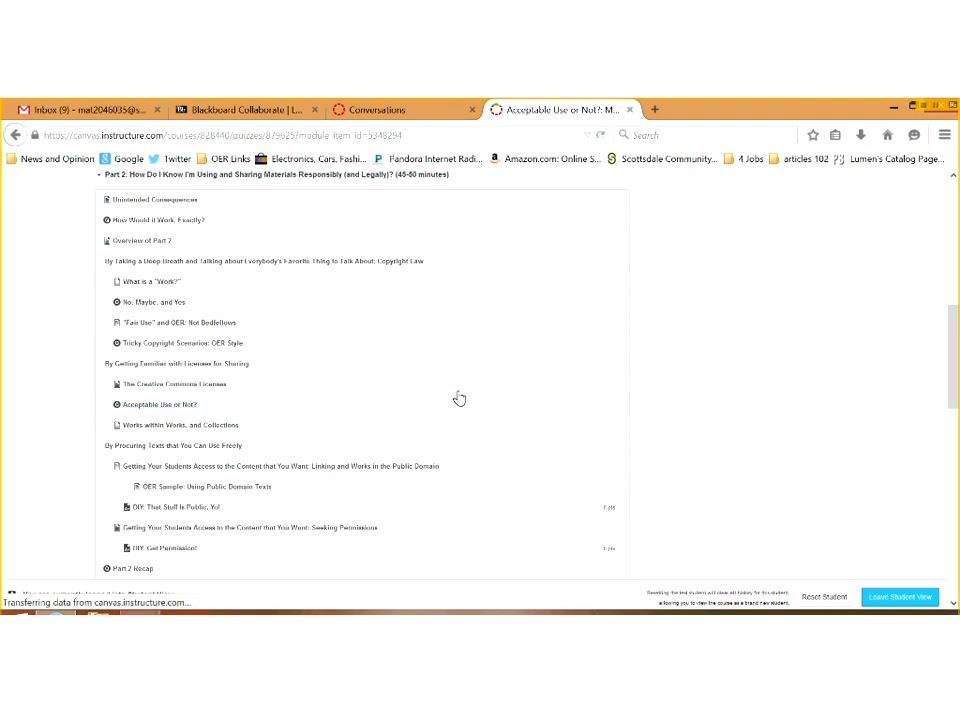 Inbox (9) - mat2046035@s...
Blackboard Collaborate | L...
Conversations
Acceptable Use or Not?: M...
https://canvas.instructure.com/courses/828440/quizzes/879625?module_item_id=5348294
Search
News and Opinion
Google
Twitter
OER Links
Electronics, Cars, Fashi...
Pandora Internet Radi...
Amazon.com: Online S...
Scottsdale Community...
4 Jobs
articles 102
Lumen's Catalog Page...
Part 2: How Do I Know I'm Using and Sharing Materials Responsibly (and Legally)? (45-50 minutes)
Unintended Consequences
How Would it Work, Exactly?
Overview of Part 2
By Taking a Deep Breath and Talking about Everybody's Favorite Thing to Talk About: Copyright Law
What is a "Work?"
No, Maybe, and Yes
"Fair Use" and OER: Not Bedfellows
Tricky Copyright Scenarios: OER Style
By Getting Familiar with Licenses for Sharing
The Creative Commons Licenses
Acceptable Use or Not?
Works within Works, and Collections
By Procuring Texts that You Can Use Freely
Getting Your Students Access to the Content that You Want: Linking and Works in the Public Domain
OER Sample: Using Public Domain Texts
DIY: That Stuff Is Public, Yo!
0 pts
Getting Your Students Access to the Content that You Want: Seeking Permissions
DIY: Get Permission!
0 pts
Part 2 Recap
Transferring data from canvas.instructure.com...
Resetting the test student will clear all history for this student,
allowing you to view the course as a brand new student.
Reset Student
Leave Student View